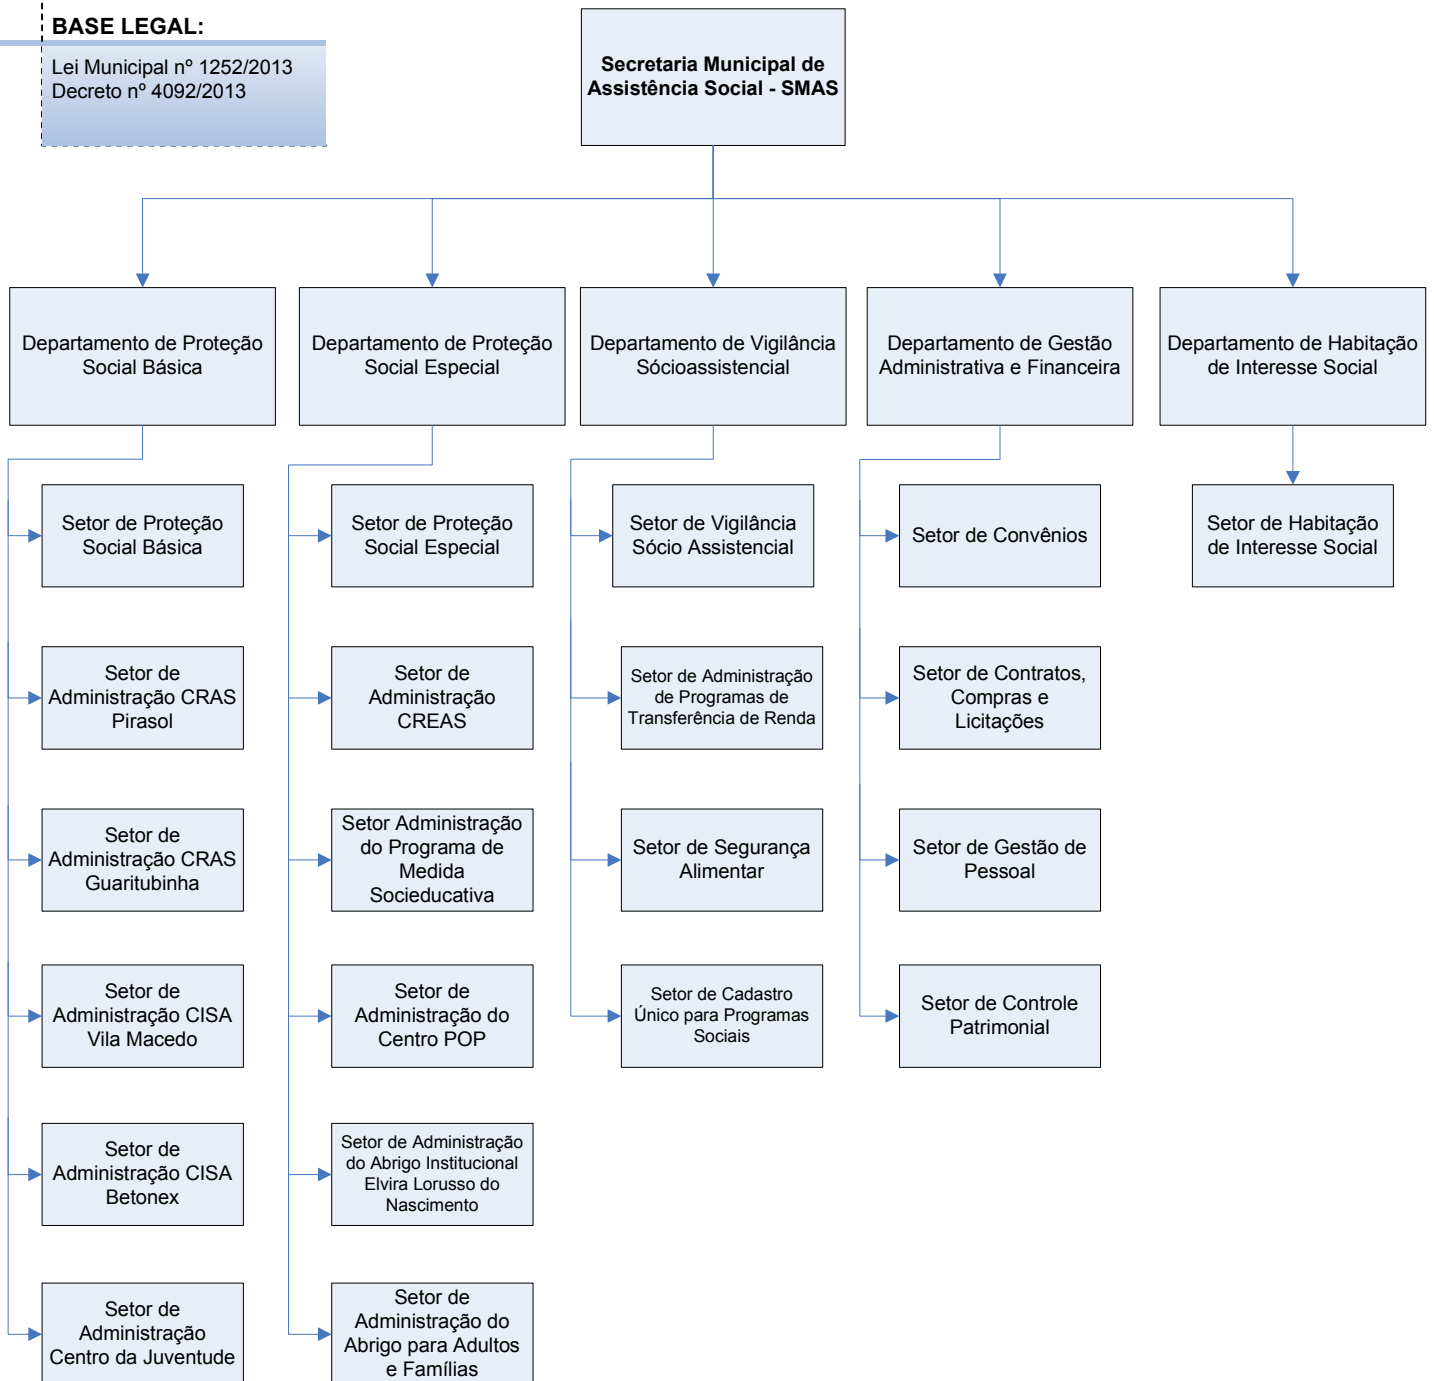 BASE LEGAL:
Lei Municipal nº 1252/2013
Decreto nº 4092/2013
Secretaria Municipal de
Assistência Social - SMAS
Departamento de Proteção
Social Básica
Departamento de Proteção
Social Especial
Departamento de Vigilância
Sócioassistencial
Departamento de Gestão
Administrativa e Financeira
Departamento de Habitação
de Interesse Social
Setor de Proteção
Social Básica
Setor de Proteção
Social Especial
Setor de Vigilância
Sócio Assistencial
Setor de Convênios
Setor de Habitação
de Interesse Social
Setor de
Administração CRAS
Pirasol
Setor de
Administração
CREAS
Setor de Administração
de Programas de
Transferência de Renda
Setor de Contratos,
Compras e
Licitações
Setor de
Administração CRAS
Guaritubinha
Setor Administração
do Programa de
Medida
Socieducativa
Setor de Segurança
Alimentar
Setor de Gestão de
Pessoal
Setor de
Administração CISA
Vila Macedo
Setor de
Administração do
Centro POP
Setor de Cadastro
Único para Programas
Sociais
Setor de Controle
Patrimonial
Setor de
Administração CISA
Betonex
Setor de Administração
do Abrigo Institucional
Elvira Lorusso do
Nascimento
Setor de
Administração
Centro da Juventude
Setor de
Administração do
Abrigo para Adultos
e Famílias